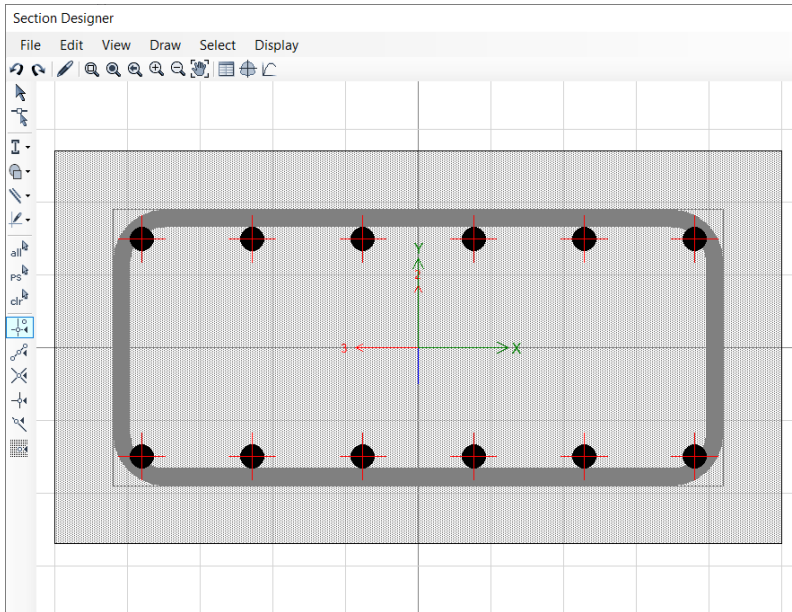 Section Designer
File Edit View Draw Select Display
Y
2
3
X
all
PS
clr